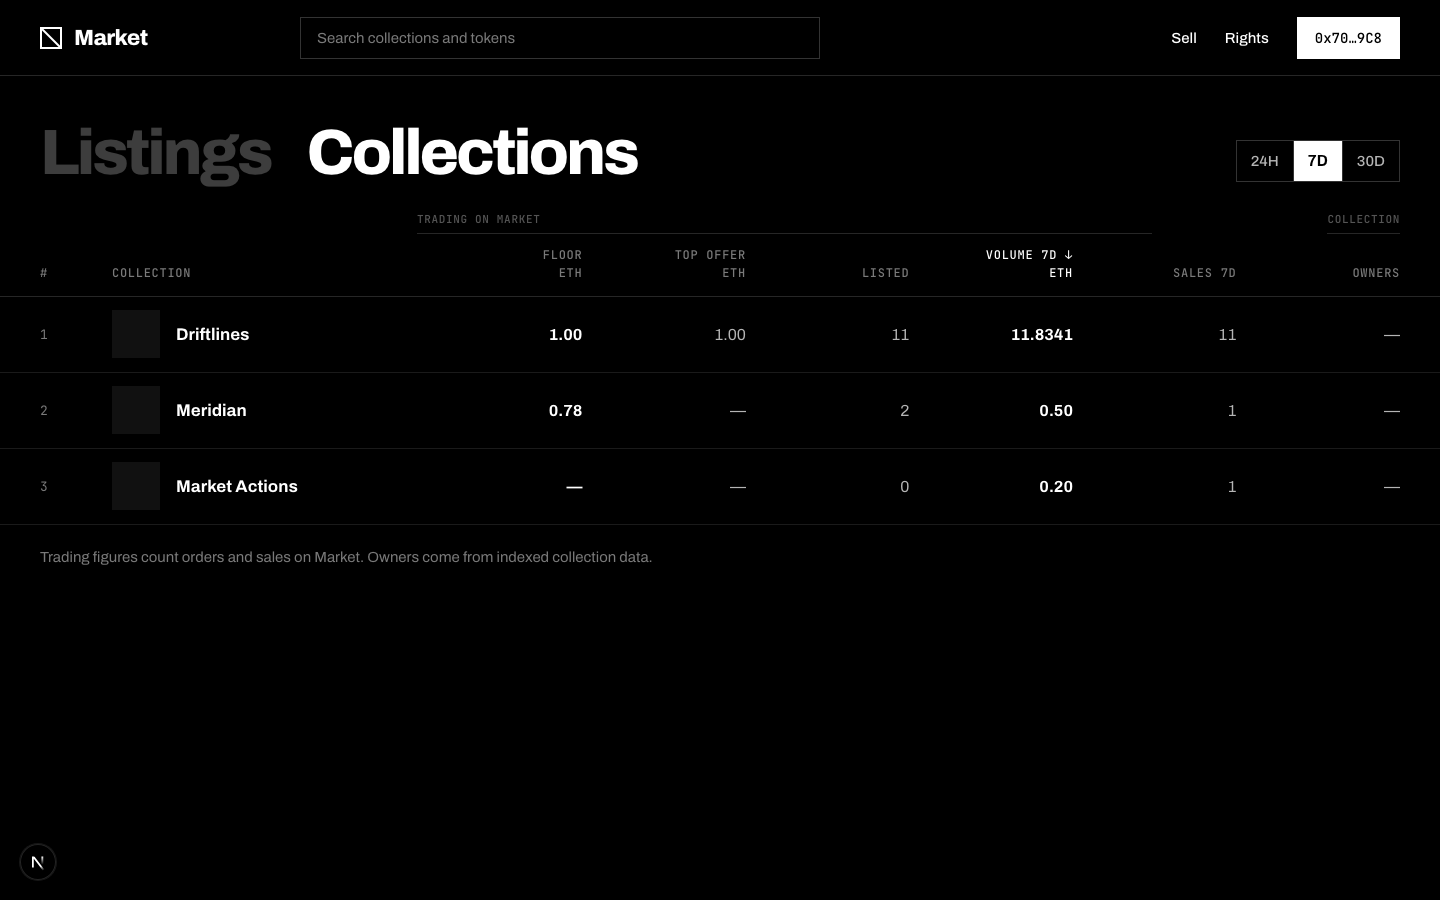 Market
Search collections and tokens
Sell Rights 0x70…9C8
Listings Collections
24H 7D 30D
TRADING ON MARKET COLLECTION
# COLLECTION FLOOR ETH TOP OFFER ETH LISTED VOLUME 7D ↓ ETH SALES 7D OWNERS
1 Driftlines 1.00 1.00 11 11.8341 11 —
2 Meridian 0.78 — 2 0.50 1 —
3 Market Actions — — 0 0.20 1 —
Trading figures count orders and sales on Market. Owners come from indexed collection data.
N